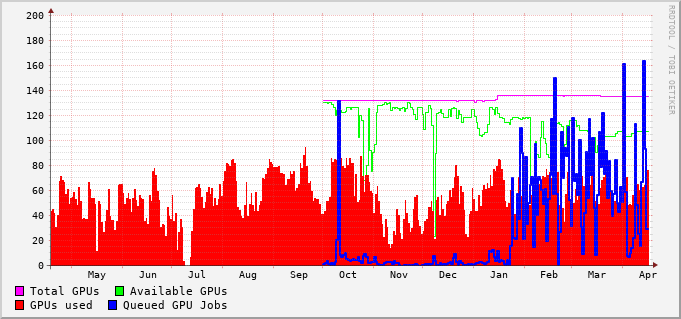 200
180
160
140
120
100
80
60
40
20
0
May Jun Jul Aug Sep Oct Nov Dec Jan Feb Mar Apr
Total GPUs Available GPUs
GPUs used Queued GPU Jobs
RRDTOOL / TOBI OETIKER